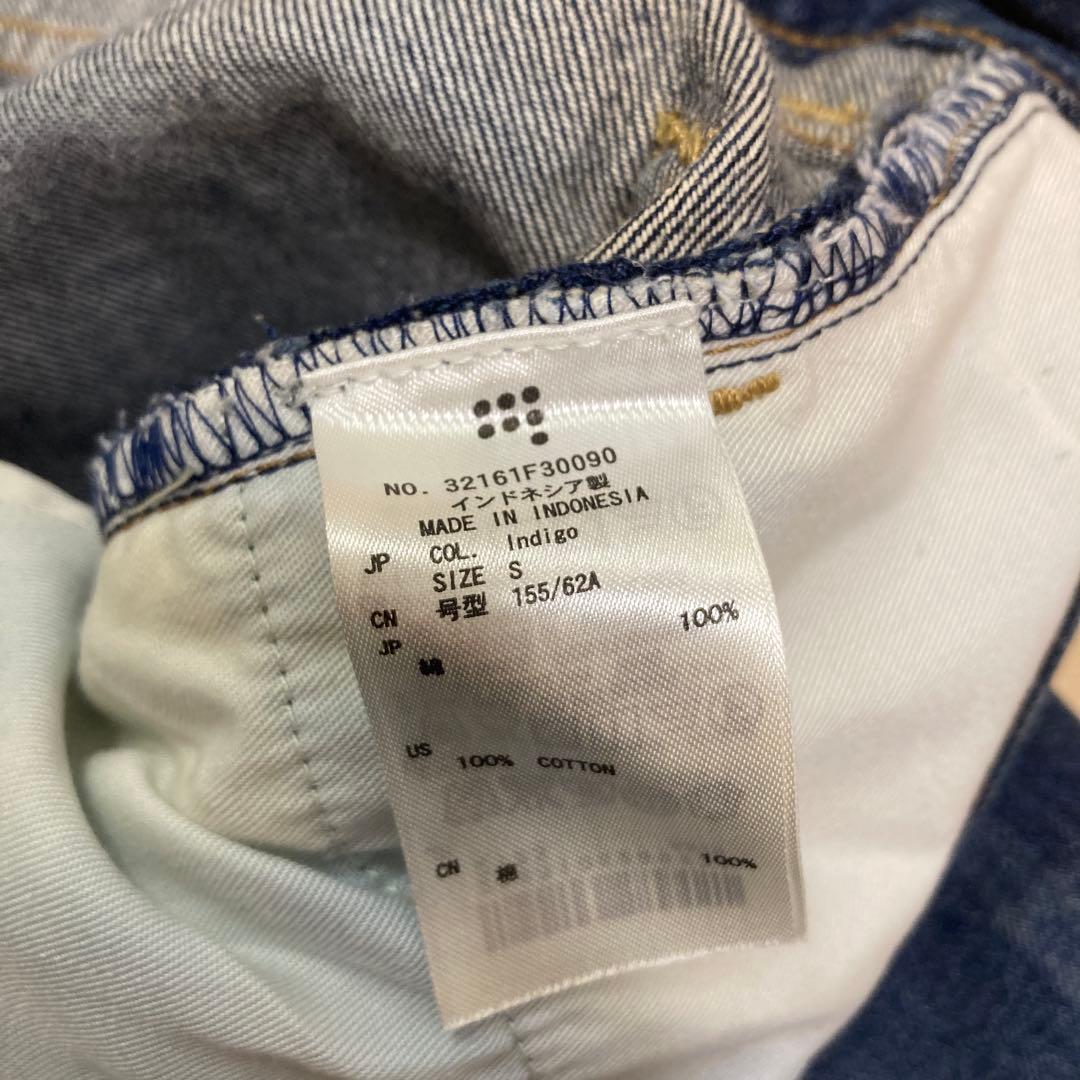 NO. 32161F30090
インドネシア製
MADE IN INDONESIA
JP COL. Indigo
SIZE S
CN 号型 155/62A
JP 綿 100%
US 100% COTTON
CN 棉 100%